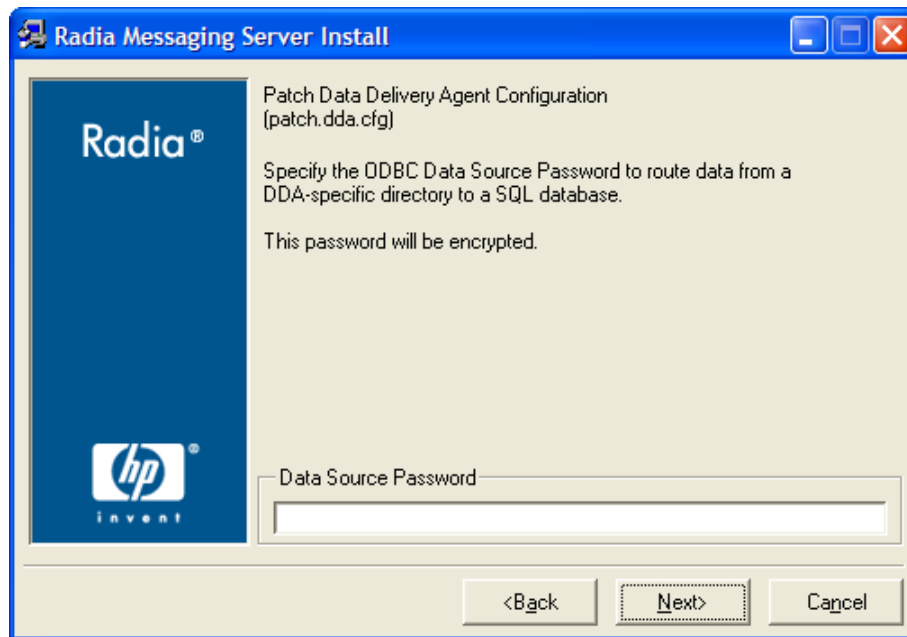 Radia Messaging Server Install
Radia®
Patch Data Delivery Agent Configuration
(patch.dda.cfg)
Specify the ODBC Data Source Password to route data from a
DDA-specific directory to a SQL database.
This password will be encrypted.
hp®
invent
Data Source Password
<Back
Next>
Cancel